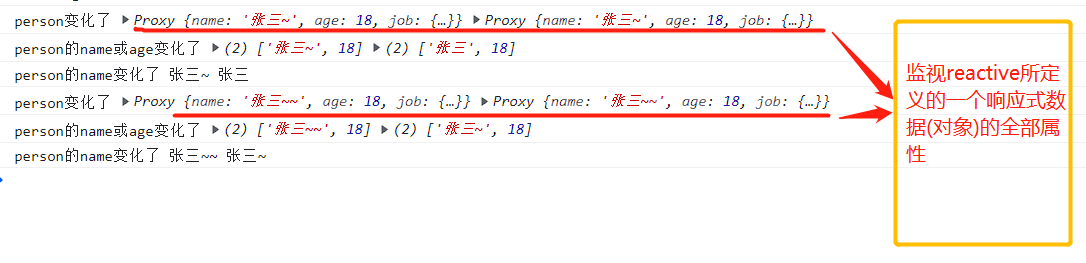 person变化了 ▶Proxy {name: '张三~', age: 18, job: {…}} ▶Proxy {name: '张三~', age: 18, job: {…}}
person的name或age变化了 ▶(2) ['张三~', 18] ▶(2) ['张三', 18]
person的name变化了 张三~ 张三
person变化了 ▶Proxy {name: '张三~~', age: 18, job: {…}} ▶Proxy {name: '张三~~', age: 18, job: {…}}
person的name或age变化了 ▶(2) ['张三~~', 18] ▶(2) ['张三~', 18]
person的name变化了 张三~~ 张三~
监视reactive所定
义的一个响应式数
据(对象)的全部属
性